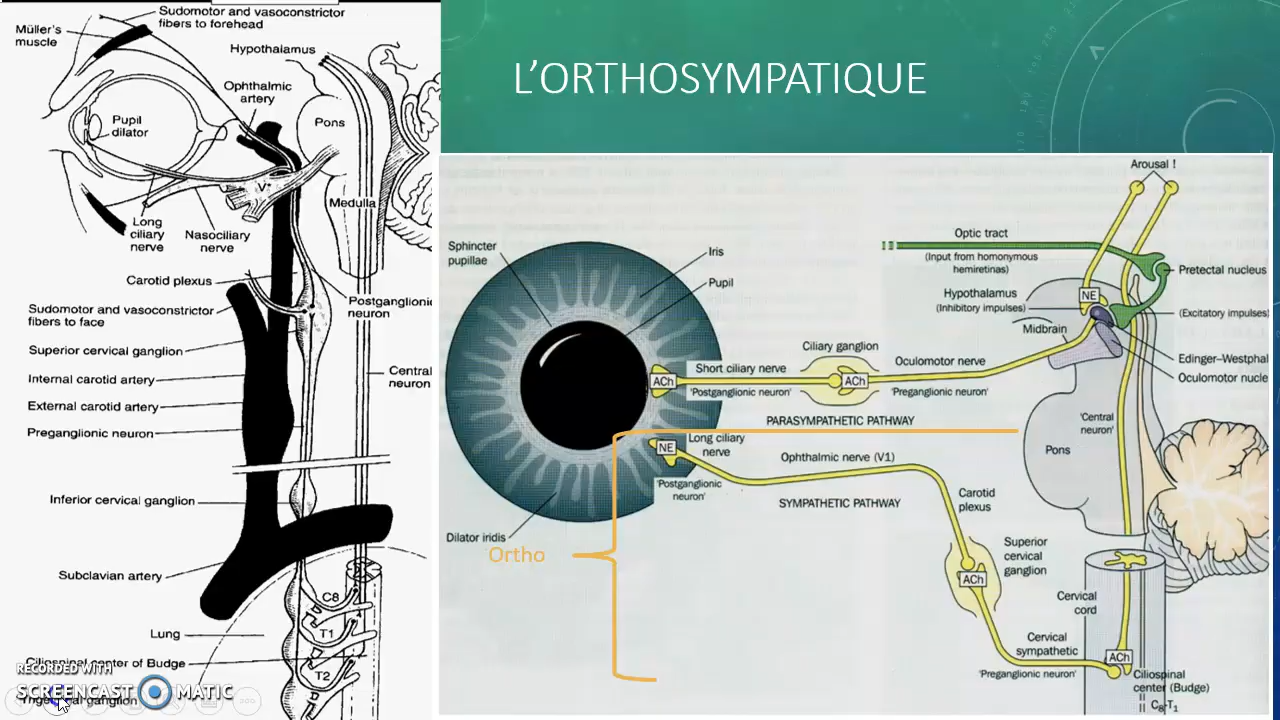 L'ORTHOSYMPATIQUE
Sudomotor and vasoconstrictor
fibers to forehead
Müller's
muscle
Hypothalamus
Ophthalmic
artery
Pupil
dilator
Pons
V
Medulla
Long
ciliary
nerve
Nasociliary
nerve
Carotid plexus
Postganglionic
neuron
Sudomotor and vasoconstrictor
fibers to face
Superior cervical ganglion
Internal carotid artery
Central
neuron
External carotid artery
Preganglionic neuron
Inferior cervical ganglion
Subclavian artery
C8
Lung
T1
Ciliospinal center of Budge
T2
ganglion
RECORDED WITH
SCREENCAST MATIC
Arousal !
Optic tract
(Input from homonymous
hemiretinas)
Pretectal nucleus
Sphincter
pupillae
Iris
Pupil
Hypothalamus
(Inhibitory impulses)
NE
(Excitatory impulses)
Midbrain
Ciliary ganglion
Edinger–Westphal
Short ciliary nerve
Oculomotor nerve
Oculomotor nucle
ACh
ACh
'Postganglionic neuron'
'Preganglionic neuron'
PARASYMPATHETIC PATHWAY
'Central
neuron'
NE
Long ciliary
nerve
Ophthalmic nerve (V1)
Pons
'Postganglionic
neuron'
SYMPATHETIC PATHWAY
Carotid
plexus
Dilator iridis
Ortho
Superior
cervical
ganglion
ACh
Cervical
cord
Cervical
sympathetic
ACh
'Preganglionic neuron'
Ciliospinal
center (Budge)
C8-T1